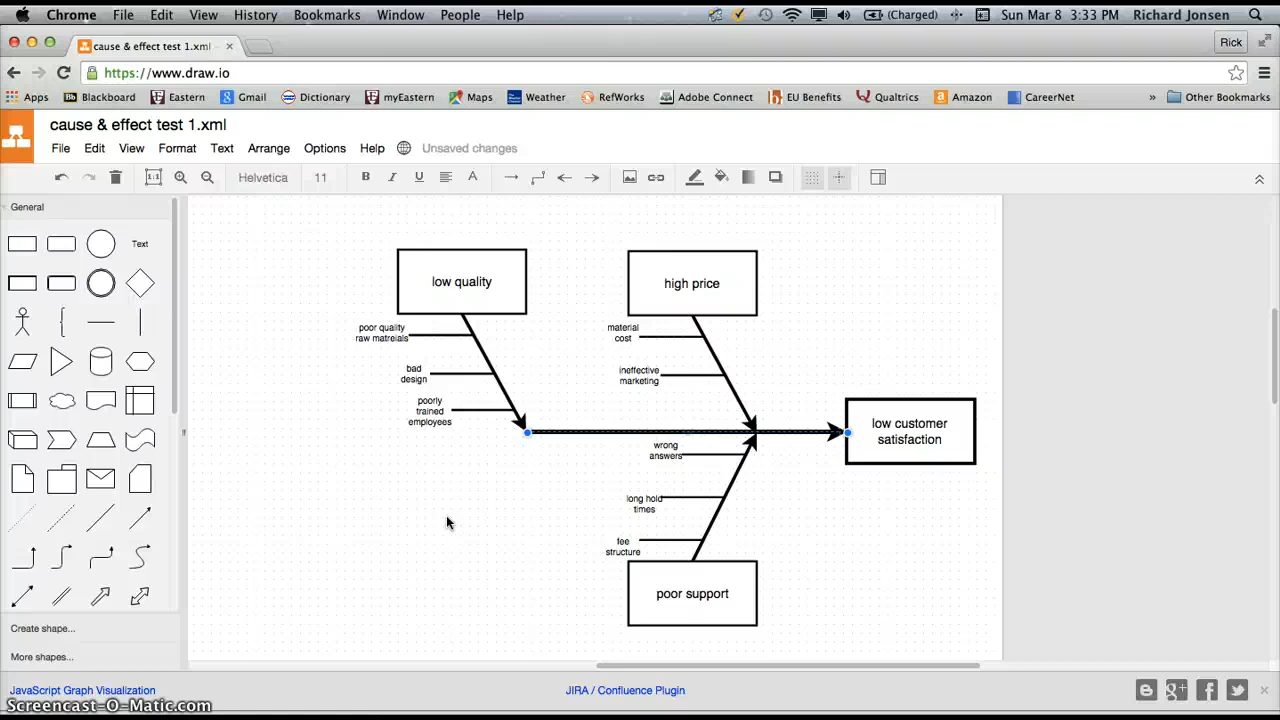 Chrome File Edit View History Bookmarks Window People Help (Charged) Sun Mar 8 3:33 PM Richard Jonsen
cause & effect test 1.xml Rick
https://www.draw.io
Apps Blackboard Eastern Gmail Dictionary myEastern Maps Weather RefWorks Adobe Connect EU Benefits Qualtrics Amazon CareerNet » Other Bookmarks
cause & effect test 1.xml
File Edit View Format Text Arrange Options Help Unsaved changes
Helvetica 11 B I U A
General
Text
low quality
high price
poor quality
raw matreials
material
cost
bad
design
ineffective
marketing
poorly
trained
employees
low customer
satisfaction
wrong
answers
long hold
times
fee
structure
poor support
Create shape...
More shapes...
JavaScript Graph Visualization JIRA / Confluence Plugin
Screencast-O-Matic.com